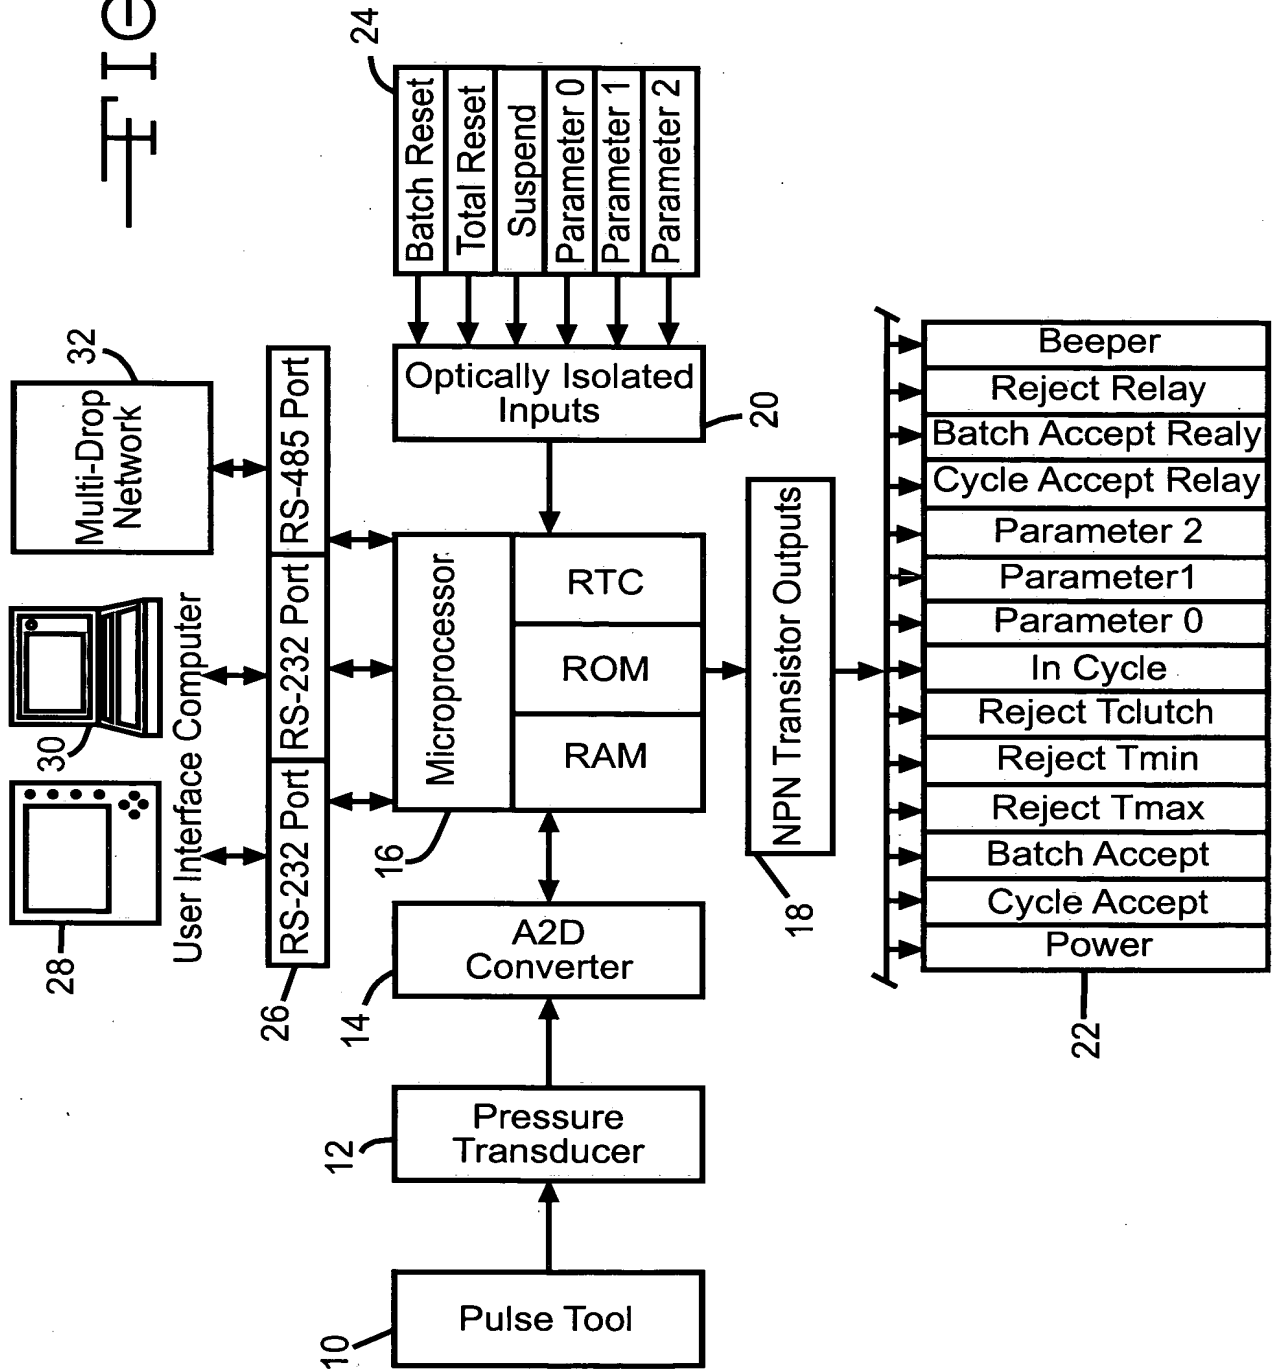 FIG
24
Batch Reset
Total Reset
Suspend
Parameter 0
Parameter 1
Parameter 2
32
Multi-Drop
Network
RS-485 Port
Optically Isolated
Inputs
20
30
User Interface Computer
RS-232 Port
Microprocessor
RTC
ROM
RAM
16
28
RS-232 Port
26
NPN Transistor Outputs
18
Beeper
Reject Relay
Batch Accept Realy
Cycle Accept Relay
Parameter 2
Parameter1
Parameter 0
In Cycle
Reject Tclutch
Reject Tmin
Reject Tmax
Batch Accept
Cycle Accept
Power
22
A2D
Converter
14
Pressure
Transducer
12
Pulse Tool
10